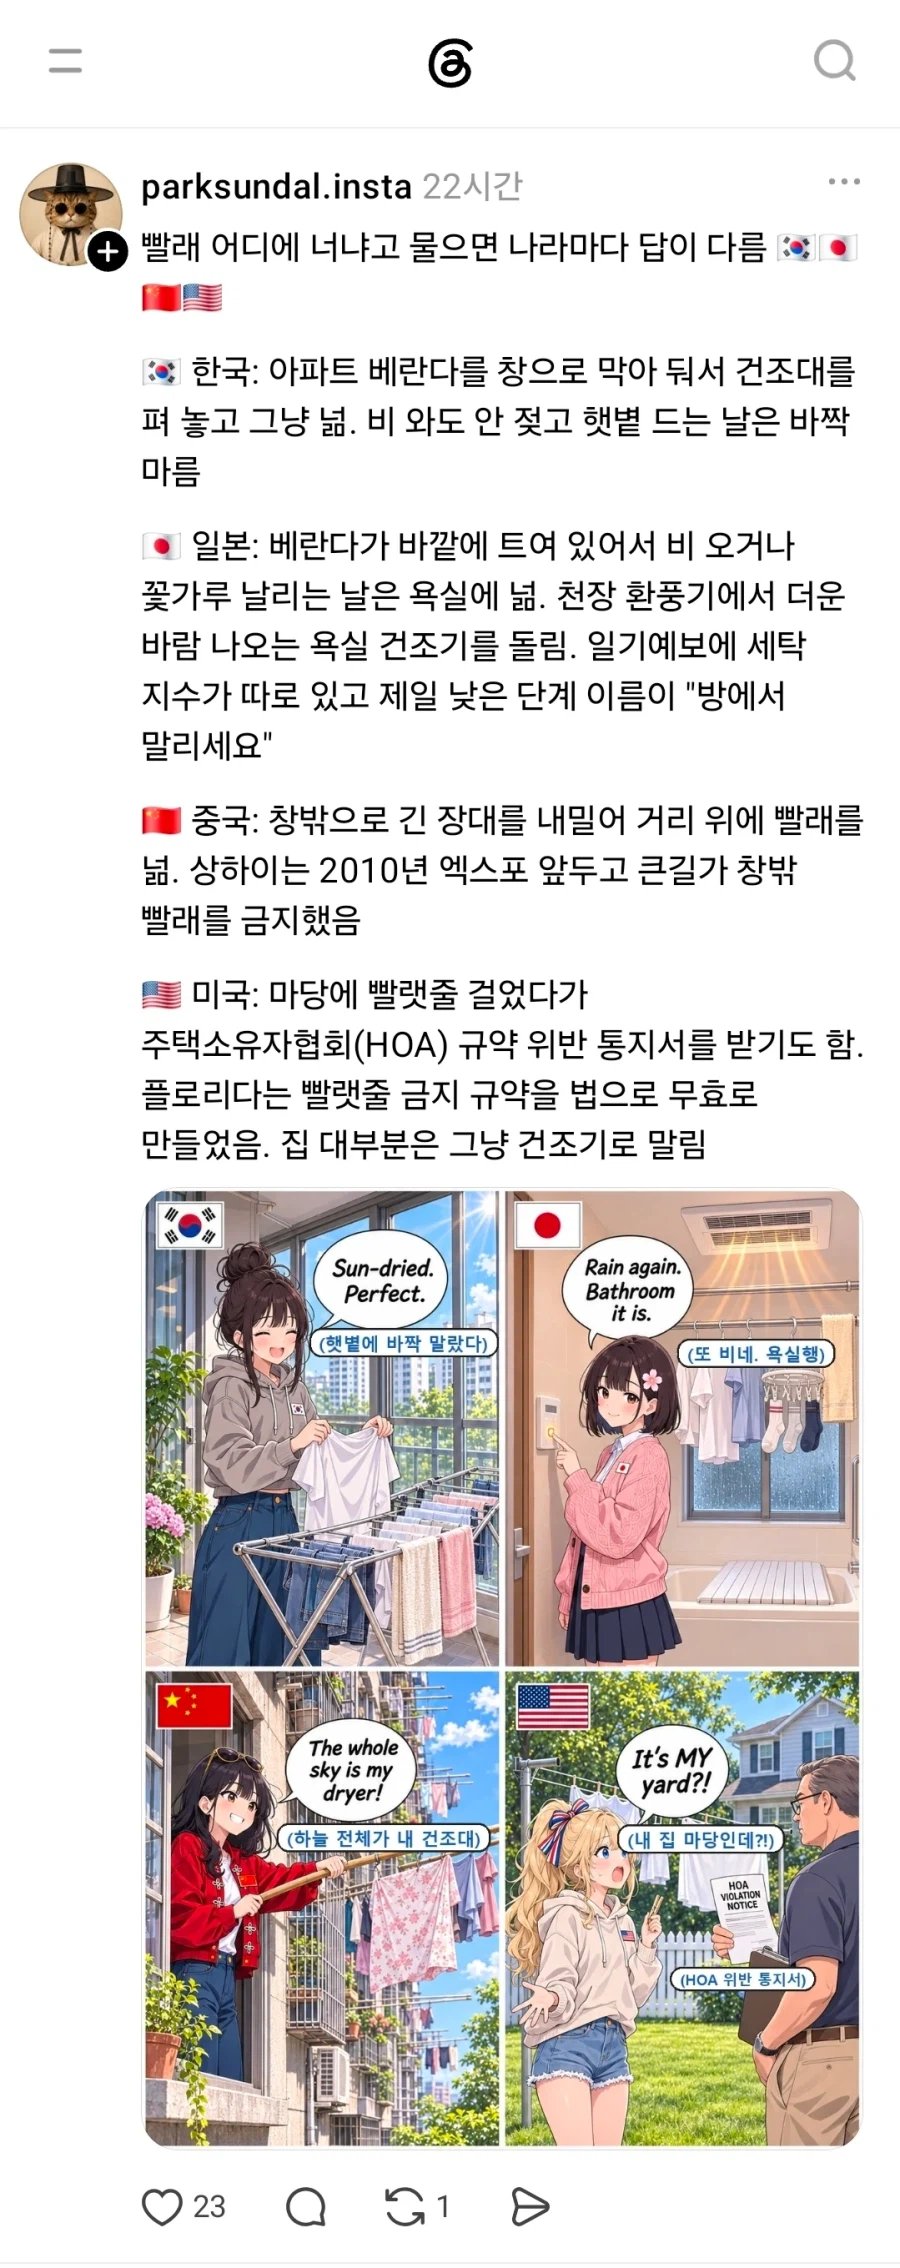 parksundal.insta 22시간
빨래 어디에 너냐고 물으면 나라마다 답이 다름 🇰🇷🇯🇵
🇨🇳🇺🇸
🇰🇷 한국: 아파트 베란다를 창으로 막아 둬서 건조대를
펴 놓고 그냥 넒. 비 와도 안 젖고 햇볕 드는 날은 바짝
마름
🇯🇵 일본: 베란다가 바깥에 트여 있어서 비 오거나
꽃가루 날리는 날은 욕실에 넒. 천장 환풍기에서 더운
바람 나오는 욕실 건조기를 돌림. 일기예보에 세탁
지수가 따로 있고 제일 낮은 단계 이름이 "방에서
말리세요"
🇨🇳 중국: 창밖으로 긴 장대를 내밀어 거리 위에 빨래를
넒. 상하이는 2010년 엑스포 앞두고 큰길가 창밖
빨래를 금지했음
🇺🇸 미국: 마당에 빨랫줄 걸었다가
주택소유자협회(HOA) 규약 위반 통지서를 받기도 함.
플로리다는 빨랫줄 금지 규약을 법으로 무효로
만들었음. 집 대부분은 그냥 건조기로 말림
Sun-dried.
Perfect.
(햇볕에 바짝 말랐다)
Rain again.
Bathroom
it is.
(또 비네. 욕실행)
The whole
sky is my
dryer!
(하늘 전체가 내 건조대)
It's MY
yard?!
(내 집 마당인데?!)
HOA
VIOLATION
NOTICE
(HOA 위반 통지서)
23
1